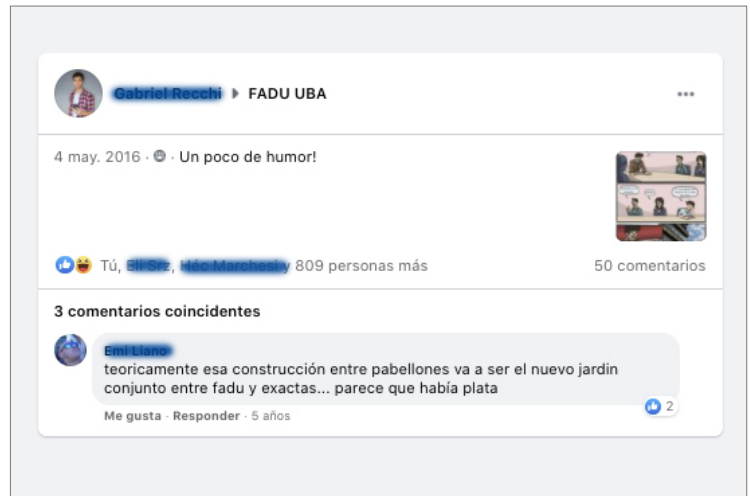 FADU UBA
4 may. 2016 · · Un poco de humor!
Tú, y 809 personas más
50 comentarios
3 comentarios coincidentes
teoricamente esa construcción entre pabellones va a ser el nuevo jardin
conjunto entre fadu y exactas... parece que había plata
2
Me gusta · Responder · 5 años